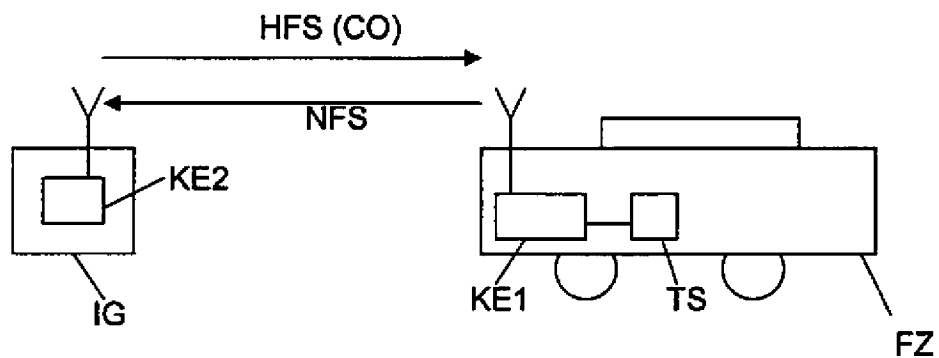 HFS (CO)
NFS
KE2
IG
KE1
TS
FZ